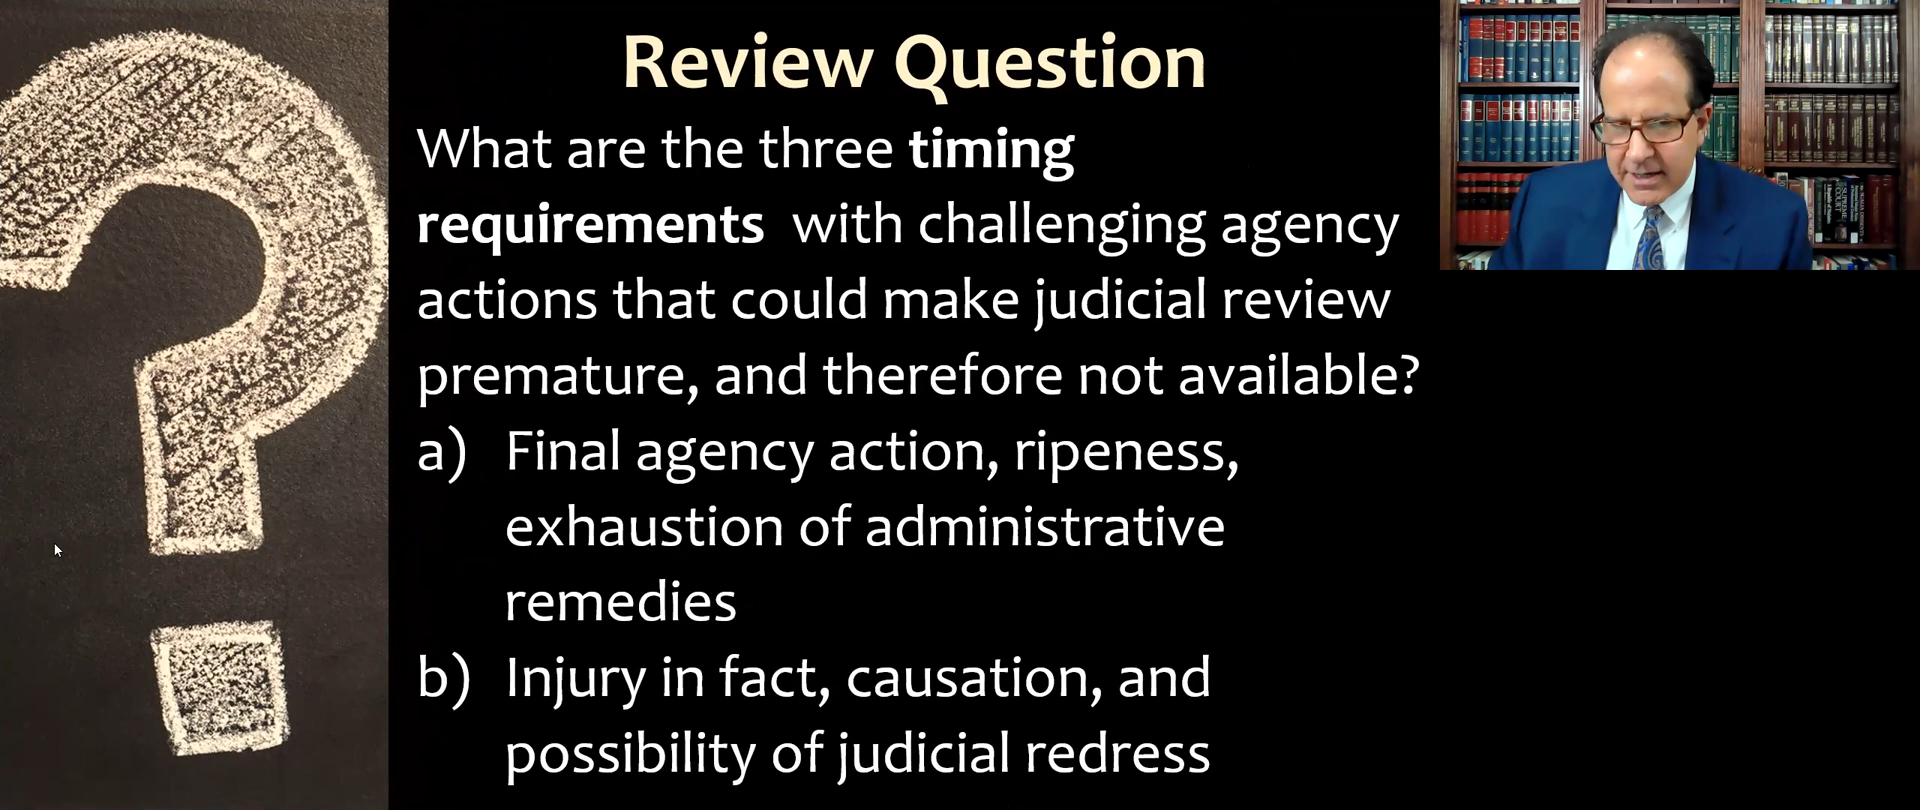 Review Question
What are the three timing
requirements with challenging agency
actions that could make judicial review
premature, and therefore not available?
a) Final agency action, ripeness,
exhaustion of administrative
remedies
b) Injury in fact, causation, and
possibility of judicial redress